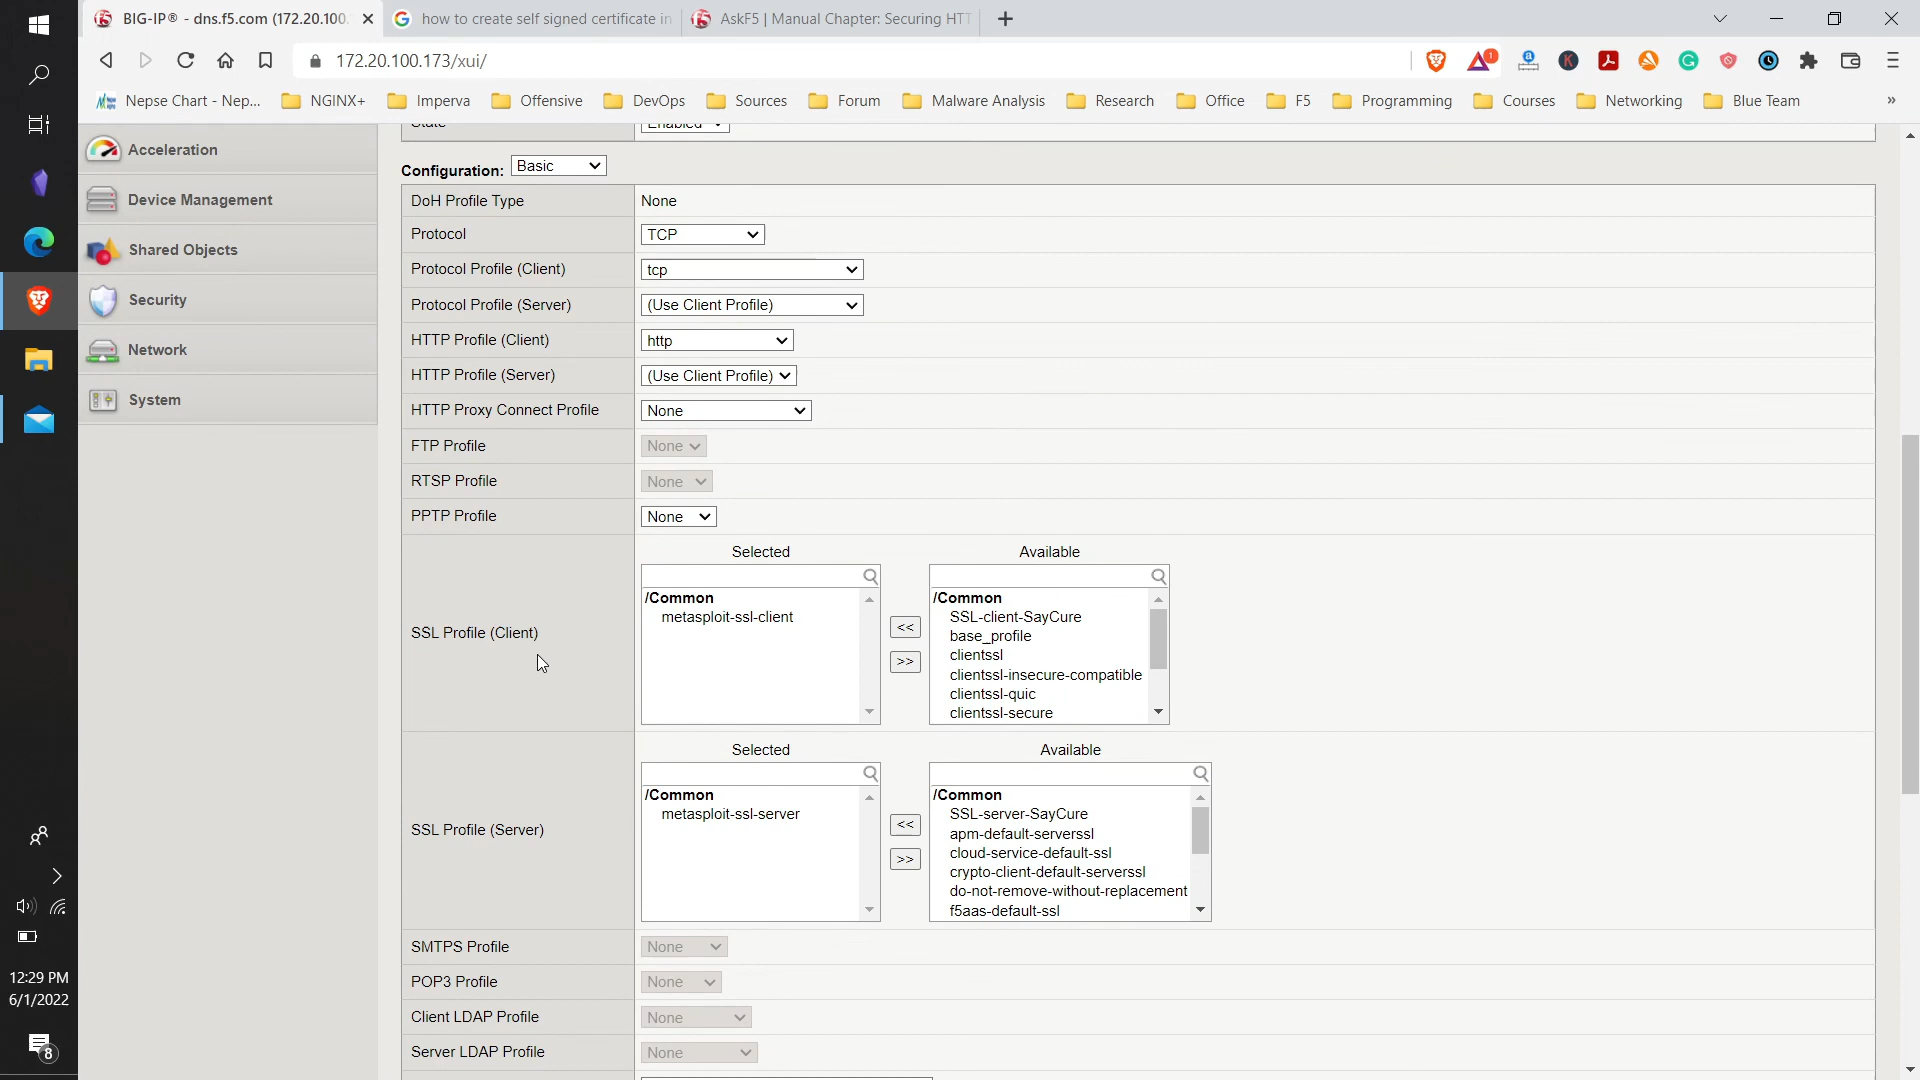 BIG-IP® - dns.f5.com (172.20.100.
how to create self signed certificate in
AskF5 | Manual Chapter: Securing HTT
172.20.100.173/xui/
1
Nepse Chart - Nep...
NGINX+
Imperva
Offensive
DevOps
Sources
Forum
Malware Analysis
Research
Office
F5
Programming
Courses
Networking
Blue Team
»
Acceleration
Device Management
Shared Objects
Security
Network
System
State
Enabled
Configuration: Basic
DoH Profile Type None
Protocol TCP
Protocol Profile (Client) tcp
Protocol Profile (Server) (Use Client Profile)
HTTP Profile (Client) http
HTTP Profile (Server) (Use Client Profile)
HTTP Proxy Connect Profile None
FTP Profile None
RTSP Profile None
PPTP Profile None
SSL Profile (Client)
Selected
/Common
metasploit-ssl-client
<<
>>
Available
/Common
SSL-client-SayCure
base_profile
clientssl
clientssl-insecure-compatible
clientssl-quic
clientssl-secure
SSL Profile (Server)
Selected
/Common
metasploit-ssl-server
<<
>>
Available
/Common
SSL-server-SayCure
apm-default-serverssl
cloud-service-default-ssl
crypto-client-default-serverssl
do-not-remove-without-replacement
f5aas-default-ssl
SMTPS Profile None
POP3 Profile None
Client LDAP Profile None
Server LDAP Profile None
12:29 PM
6/1/2022
8